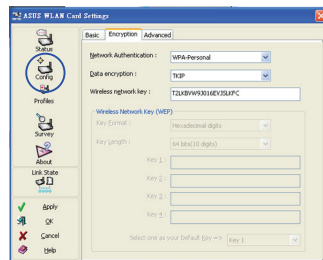 ASUS WLAN Card Settings
Status
Config
Profiles
Survey
About
Link State
Apply
OK
Cancel
Help
Basic Encryption Advanced
Network Authentication : WPA-Personal
Data encryption : TKIP
Wireless network key :
Wireless Network Key (WEP)
Key Format : Hexadecimal digits
Key Length : 64 bits(10 digits)
Key 1 :
Key 2 :
Key 3 :
Key 4 :
Select one as your Default Key => Key 1